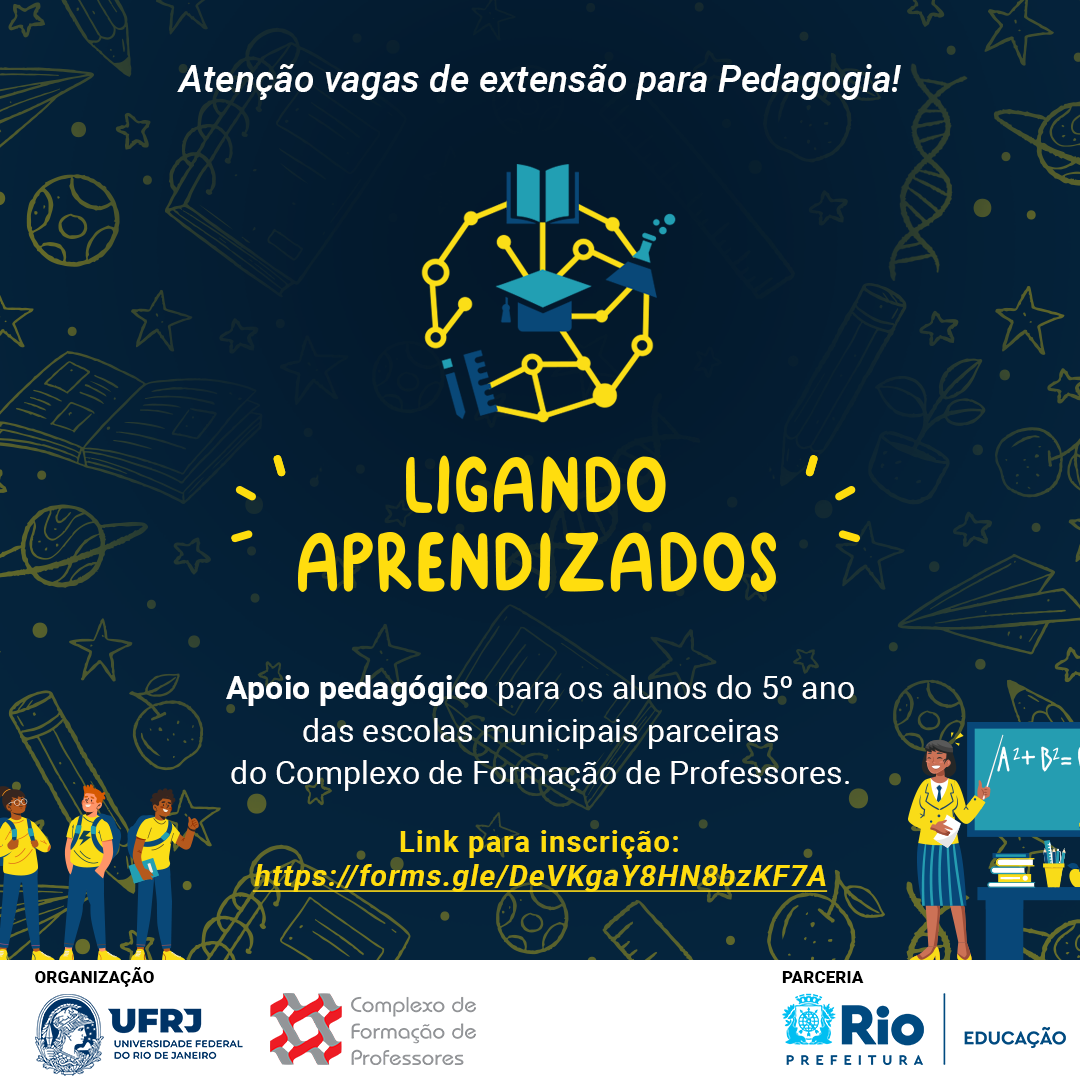 Atenção vagas de extensão para Pedagogia!
LIGANDO
APRENDIZADOS
Apoio pedagógico para os alunos do 5º ano
das escolas municipais parceiras
do Complexo de Formação de Professores.
Link para inscrição:
https://forms.gle/DeVKgaY8HN8bzKF7A
A²+B²=
ORGANIZAÇÃO
UFRJ
UNIVERSIDADE FEDERAL
DO RIO DE JANEIRO
Complexo de
Formação de
Professores
PARCERIA
Rio
PREFEITURA
EDUCAÇÃO